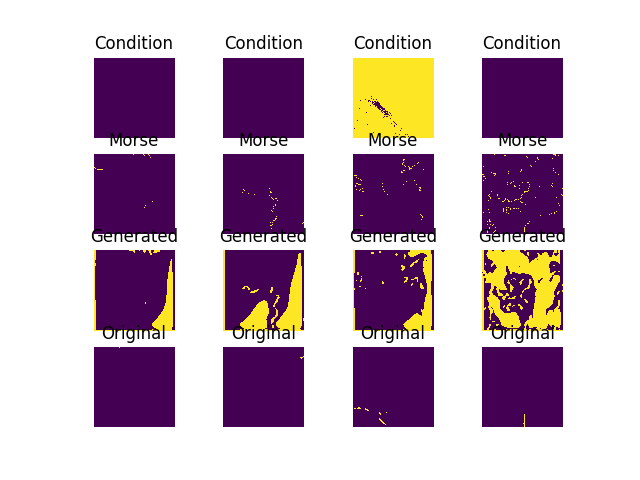 Condition Condition Condition Condition
Morse Morse Morse Morse
Generated Generated Generated Generated
Original Original Original Original